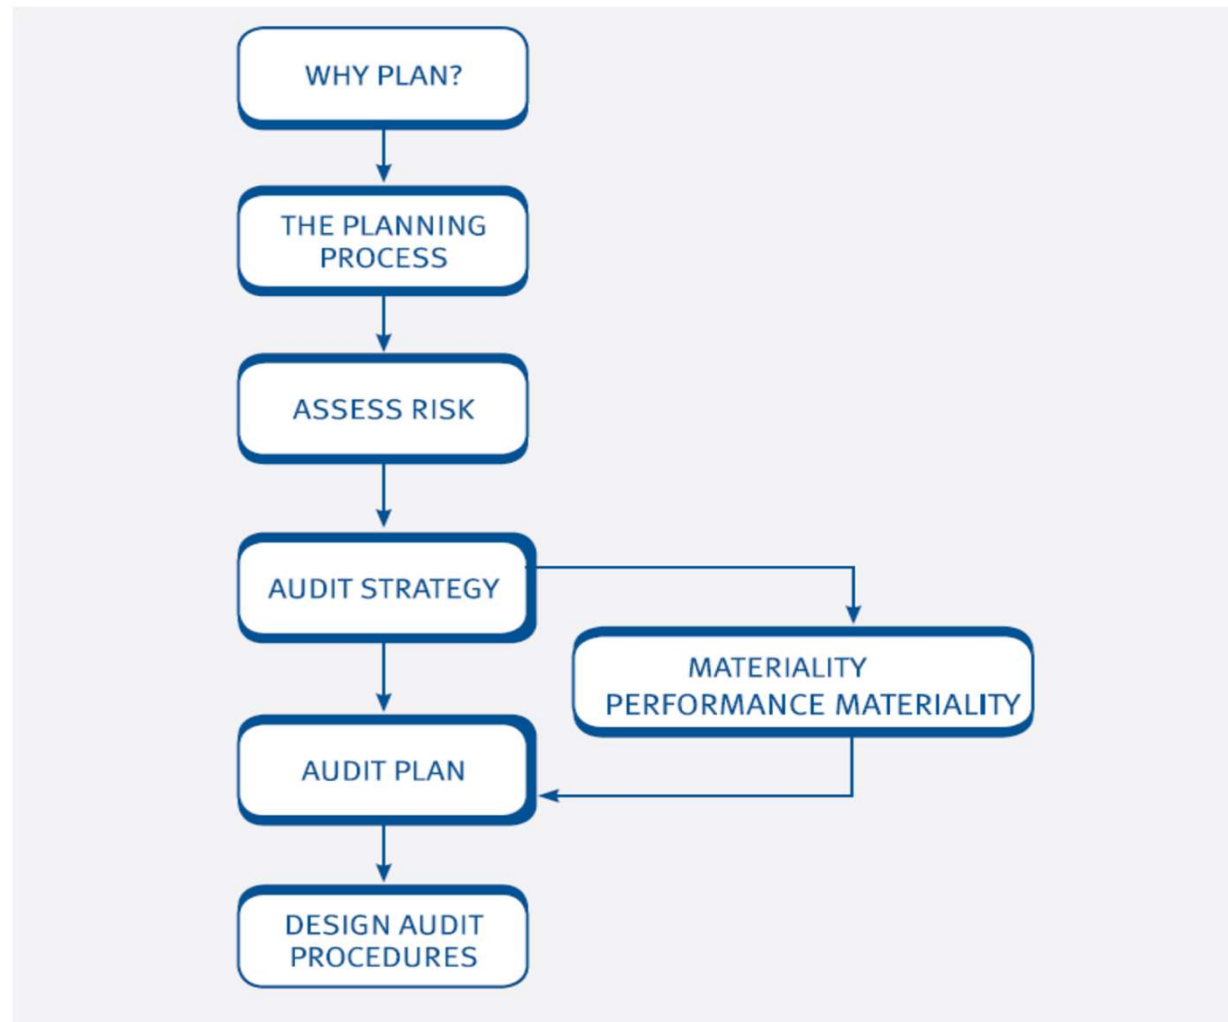 WHY PLAN?
THE PLANNING
PROCESS
ASSESS RISK
AUDIT STRATEGY
MATERIALITY
PERFORMANCE MATERIALITY
AUDIT PLAN
DESIGN AUDIT
PROCEDURES